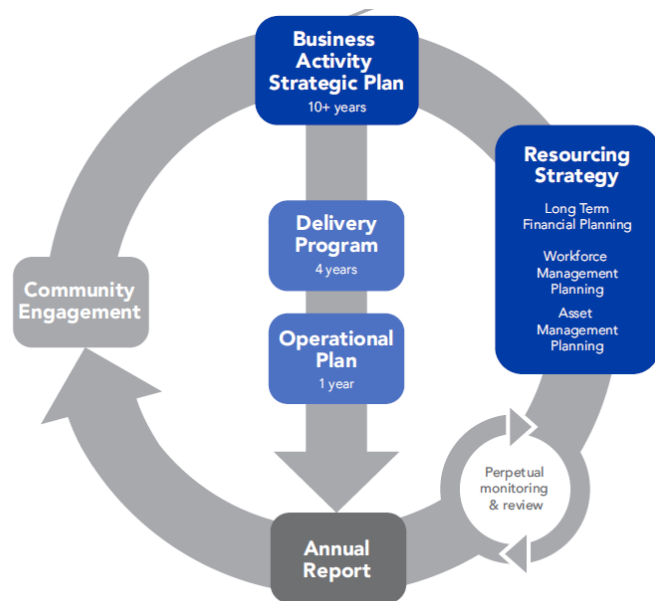 Business
Activity
Strategic Plan
10+ years
Resourcing
Strategy
Long Term
Financial Planning
Workforce
Management
Planning
Asset
Management
Planning
Delivery
Program
4 years
Community
Engagement
Operational
Plan
1 year
Perpetual
monitoring
& review
Annual
Report